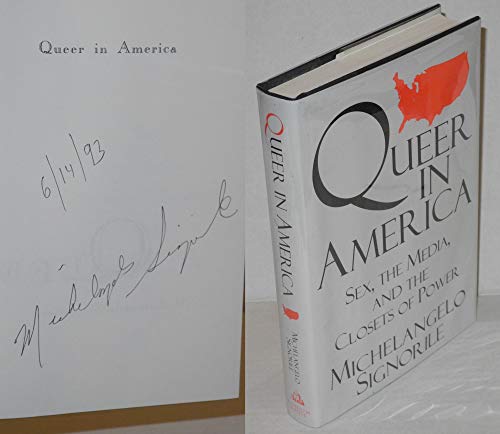 Queer in America
6/14/93
Michelangelo Signorile
QUEER IN AMERICA
MICHELANGELO
SIGNORILE
QUEER
IN
AMERICA
SEX, THE MEDIA,
AND THE
CLOSETS OF POWER
MICHELANGELO
SIGNORILE